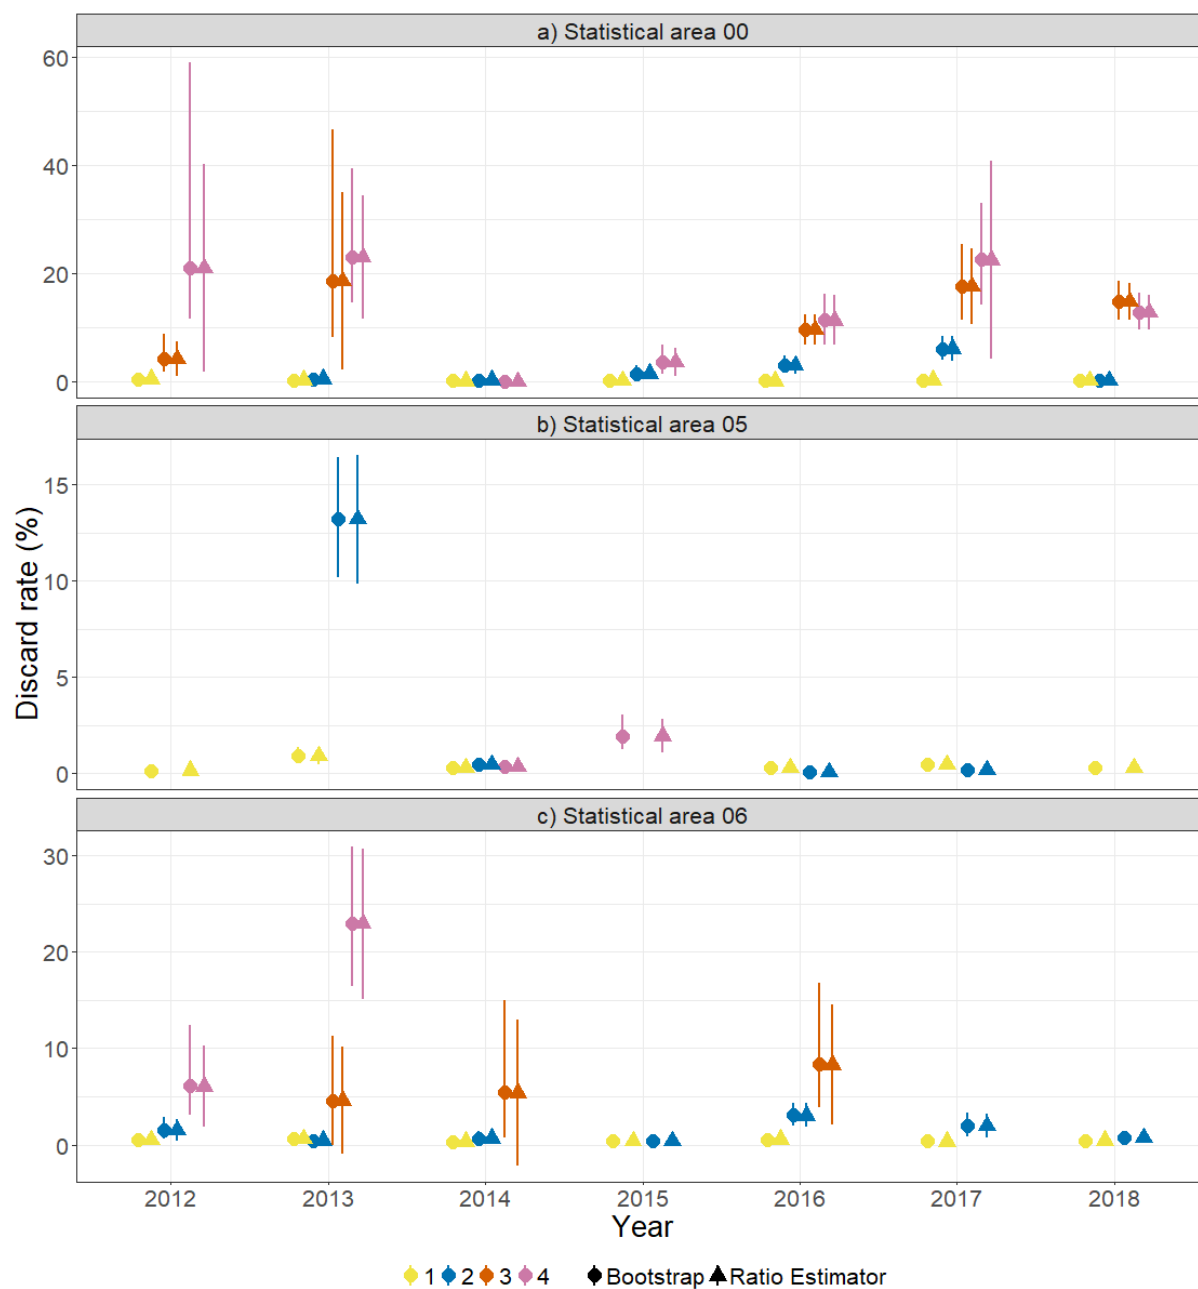 a) Statistical area 00
60
40
20
0
b) Statistical area 05
15
10
5
0
c) Statistical area 06
30
20
10
0
Discard rate (%)
2012 2013 2014 2015 2016 2017 2018
Year
1 2 3 4 Bootstrap Ratio Estimator